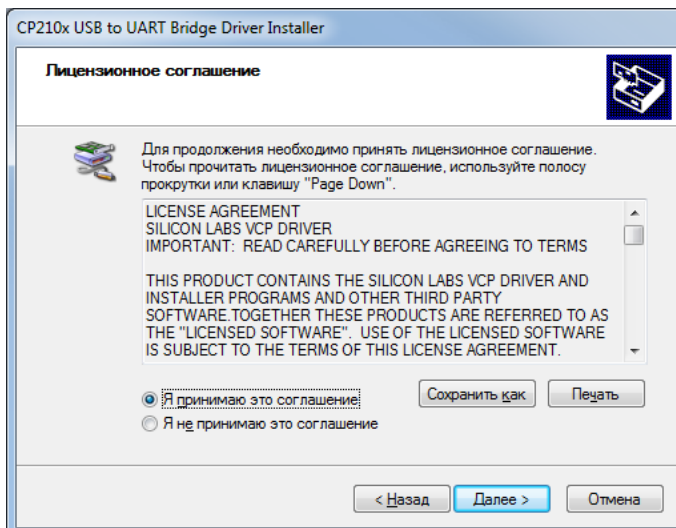 CP210x USB to UART Bridge Driver Installer
Лицензионное соглашение
Для продолжения необходимо принять лицензионное соглашение.
Чтобы прочитать лицензионное соглашение, используйте полосу
прокрутки или клавишу "Page Down".
LICENSE AGREEMENT
SILICON LABS VCP DRIVER
IMPORTANT: READ CAREFULLY BEFORE AGREEING TO TERMS
THIS PRODUCT CONTAINS THE SILICON LABS VCP DRIVER AND
INSTALLER PROGRAMS AND OTHER THIRD PARTY
SOFTWARE.TOGETHER THESE PRODUCTS ARE REFERRED TO AS
THE "LICENSED SOFTWARE". USE OF THE LICENSED SOFTWARE
IS SUBJECT TO THE TERMS OF THIS LICENSE AGREEMENT.
Я принимаю это соглашение
Сохранить как
Печать
Я не принимаю это соглашение
< Назад
Далее >
Отмена